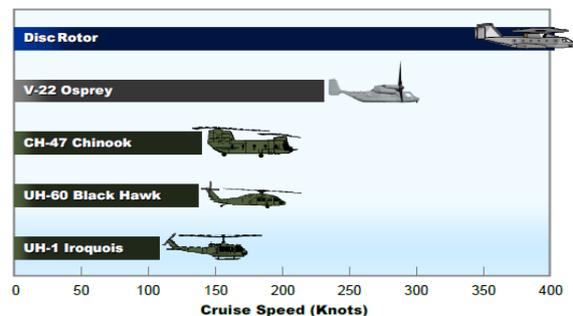 Disc Rotor
V-22 Osprey
CH-47 Chinook
UH-60 Black Hawk
UH-1 Iroquois
0 50 100 150 200 250 300 350 400
Cruise Speed (Knots)